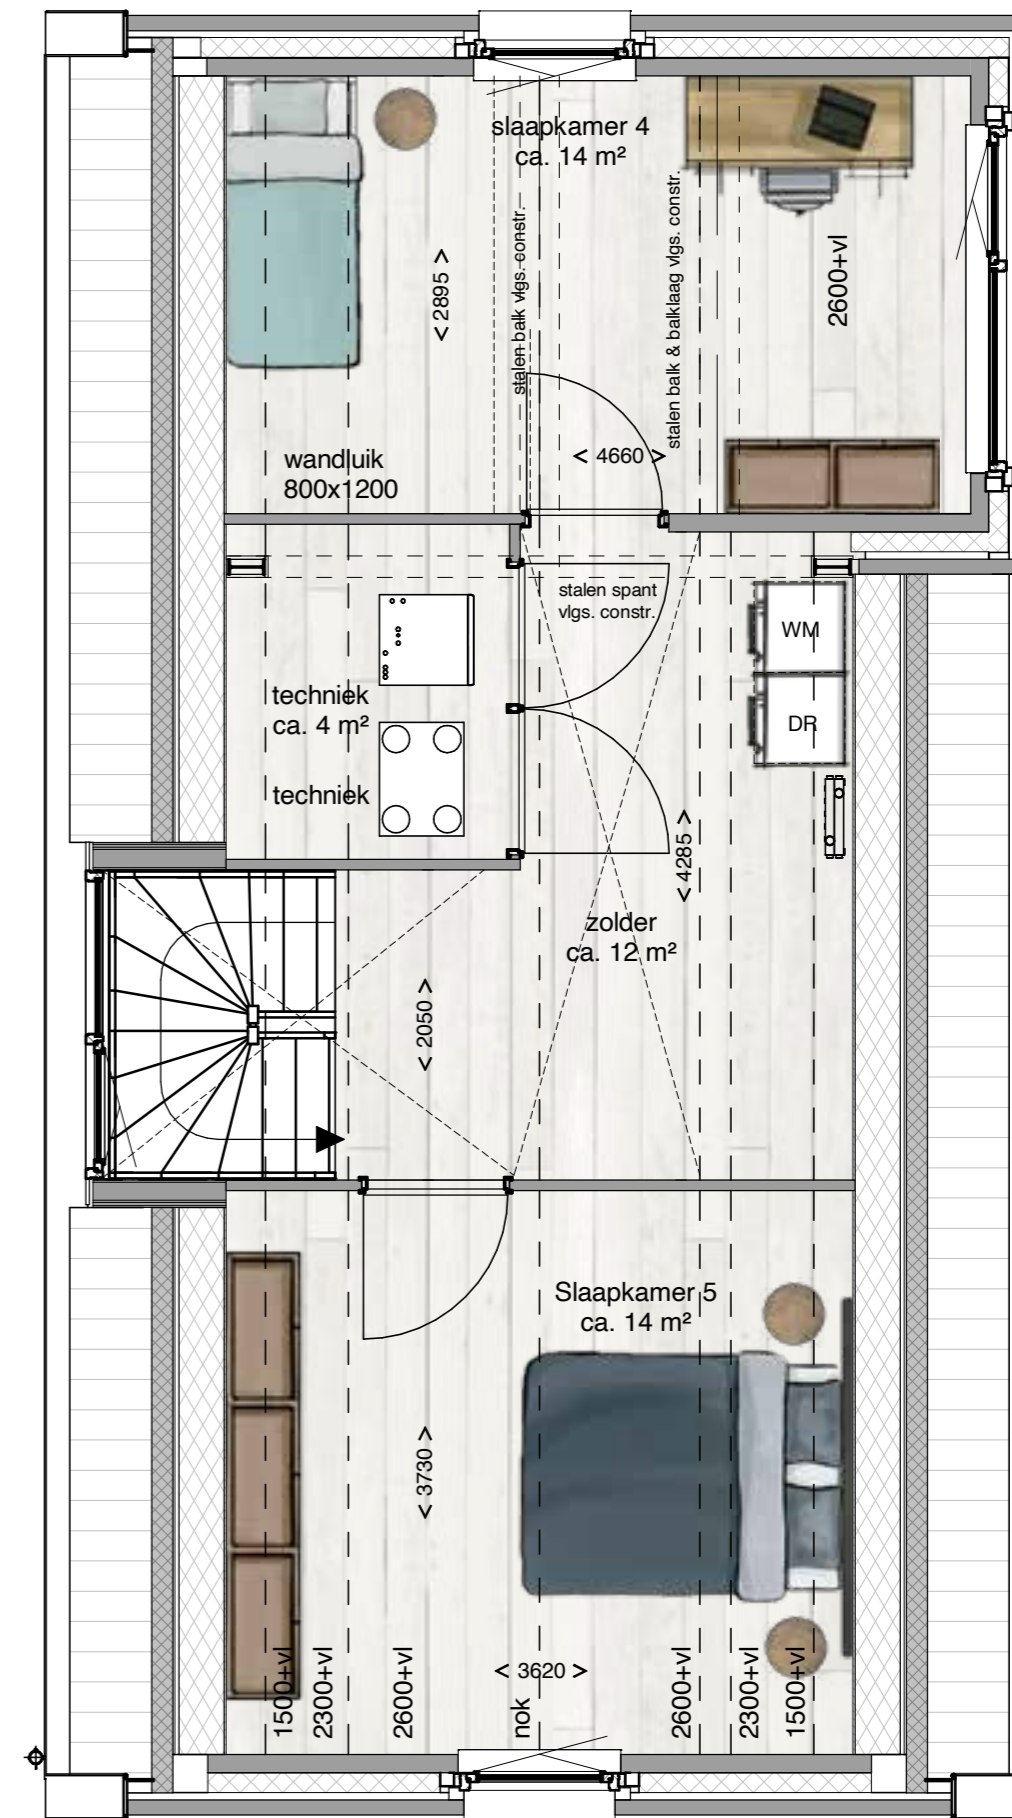 slaapkamer 4
ca. 14 m²
< 2895 >
stalen balk vlgs. constr.
stalen balk & balklaag vlgs. constr.
2600+vl
< 4660 >
wandluik
800x1200
stalen spant
vlgs. constr.
WM
DR
techniek
ca. 4 m²
techniek
< 4285 >
zolder
ca. 12 m²
< 2050 >
Slaapkamer 5
ca. 14 m²
< 3730 >
< 3620 >
1500+vl
2300+vl
2600+vl
nok
2600+vl
2300+vl
1500+vl